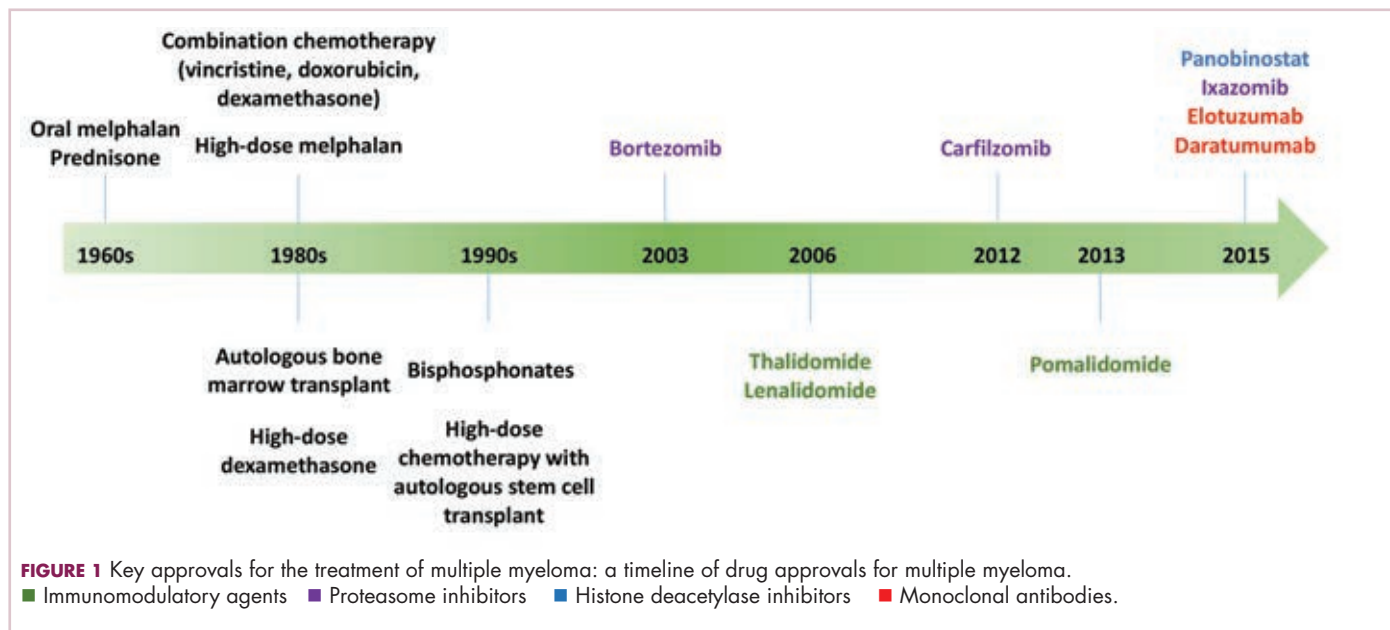 Combination chemotherapy
(vincristine, doxorubicin,
dexamethasone)
Oral melphalan
Prednisone
High-dose melphalan
Bortezomib
Carfilzomib
Panobinostat
Ixazomib
Elotuzumab
Daratumumab
1960s
1980s
1990s
2003
2006
2012
2013
2015
Autologous bone
marrow transplant
High-dose
dexamethasone
Bisphosphonates
High-dose
chemotherapy with
autologous stem cell
transplant
Thalidomide
Lenalidomide
Pomalidomide
FIGURE 1 Key approvals for the treatment of multiple myeloma: a timeline of drug approvals for multiple myeloma.
Immunomodulatory agents Proteasome inhibitors Histone deacetylase inhibitors Monoclonal antibodies.